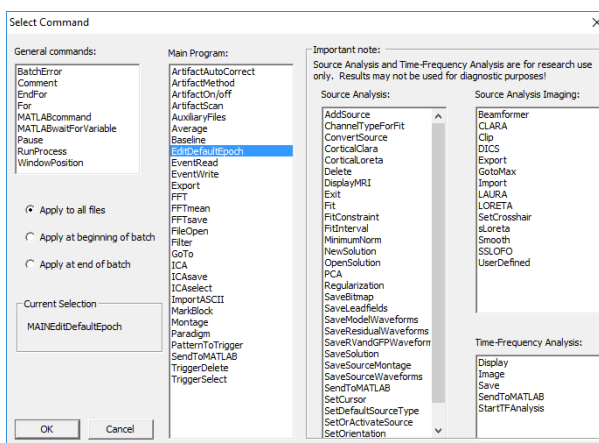 Select Command
General commands:
BatchError
Comment
EndFor
For
MATLABcommand
MATLABwaitForVariable
Pause
RunProcess
WindowPosition
Apply to all files
Apply at beginning of batch
Apply at end of batch
Current Selection
MAINEditDefaultEpoch
OK
Cancel
Main Program:
ArtifactAutoCorrect
ArtifactMethod
ArtifactOn/off
ArtifactScan
AuxiliaryFiles
Average
Baseline
EditDefaultEpoch
EventRead
EventWrite
Export
FFT
FFTmean
FFTsave
FileOpen
Filter
GoTo
ICA
ICAsave
ICAselect
ImportASCII
MarkBlock
Montage
Paradigm
PatternToTrigger
SendToMATLAB
TriggerDelete
TriggerSelect
Important note:
Source Analysis and Time-Frequency Analysis are for research use
only. Results may not be used for diagnostic purposes!
Source Analysis:
AddSource
ChannelTypeForFit
ConvertSource
CorticalClara
CorticalLoreta
Delete
DisplayMRI
Exit
Fit
FitConstraint
FitInterval
MinimumNorm
NewSolution
OpenSolution
PCA
Regularization
SaveBitmap
SaveLeadfields
SaveModelWaveforms
SaveResidualWaveforms
SaveRVandGFPWaveform
SaveSolution
SaveSourceMontage
SaveSourceWaveforms
SendToMATLAB
SetCursor
SetDefaultSourceType
SetOrActivateSource
SetOrientation
Source Analysis Imaging:
Beamformer
CLARA
Clip
DICS
Export
GotoMax
Import
LAURA
LORETA
SetCrosshair
sLoreta
Smooth
SSLOFO
UserDefined
Time-Frequency Analysis:
Display
Image
Save
SendToMATLAB
StartTFAnalysis